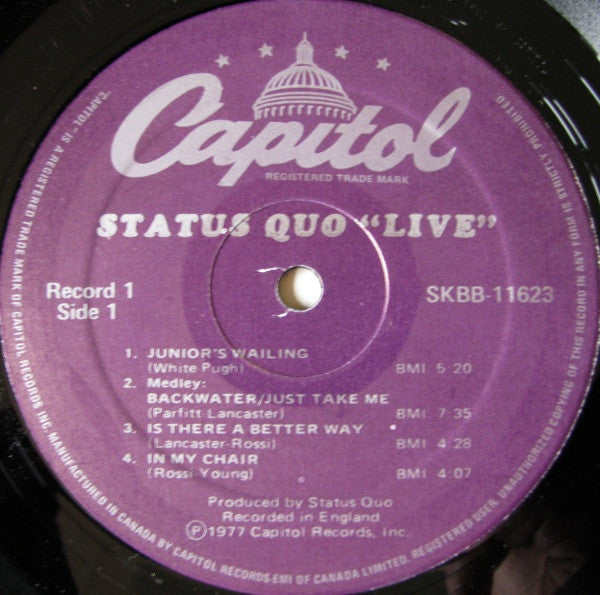 Capitol
REGISTERED TRADE MARK
STATUS QUO “LIVE”
Record 1
Side 1
SKBB-11623
1. JUNIOR'S WAILING
(White Pugh) BMI 5:20
2. Medley:
BACKWATER/JUST TAKE ME
(Parfitt-Lancaster) BMI 7:35
3. IS THERE A BETTER WAY
(Lancaster-Rossi) BMI 4:28
4. IN MY CHAIR
(Rossi-Young) BMI 4:07
Produced by Status Quo
Recorded in England
Ⓟ1977 Capitol Records, Inc.
"CAPITOL" IS A REGISTERED TRADE MARK OF CAPITOL RECORDS INC. MANUFACTURED IN CANADA BY CAPITOL RECORDS-EMI OF CANADA LIMITED. REGISTERED USER. UNAUTHORIZED COPYING OF THIS RECORD IN ANY FORM IS STRICTLY PROHIBITED.